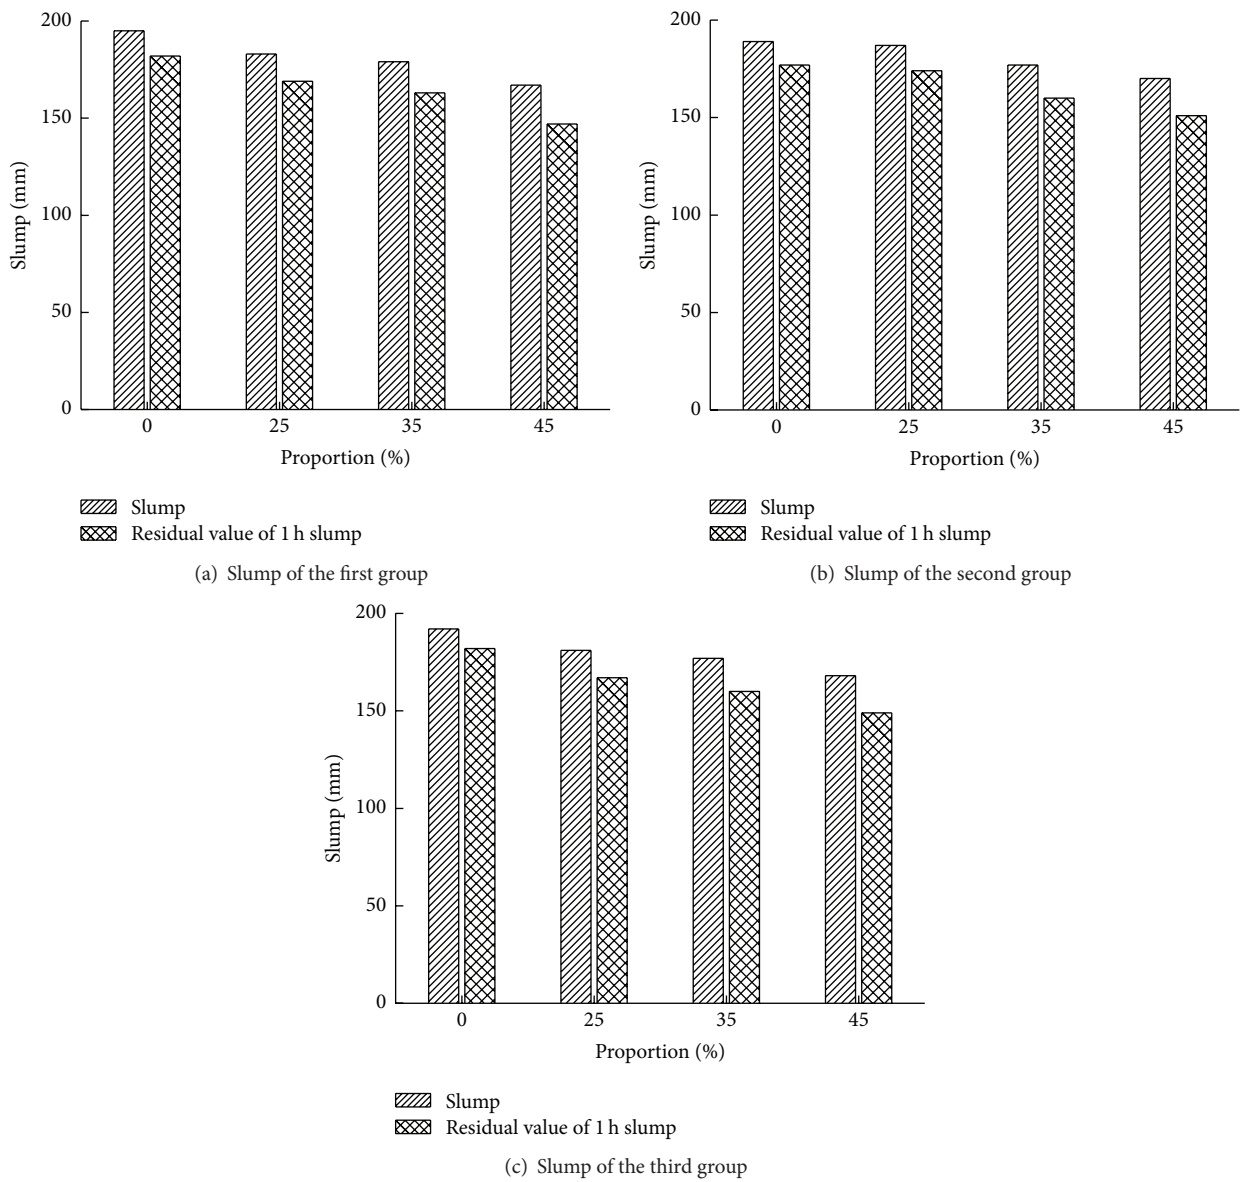 200
150
100
50
0
Slump (mm)
0 25 35 45
Proportion (%)
Slump
Residual value of 1 h slump
(a) Slump of the first group
200
150
100
50
0
Slump (mm)
0 25 35 45
Proportion (%)
Slump
Residual value of 1 h slump
(b) Slump of the second group
200
150
100
50
0
Slump (mm)
0 25 35 45
Proportion (%)
Slump
Residual value of 1 h slump
(c) Slump of the third group